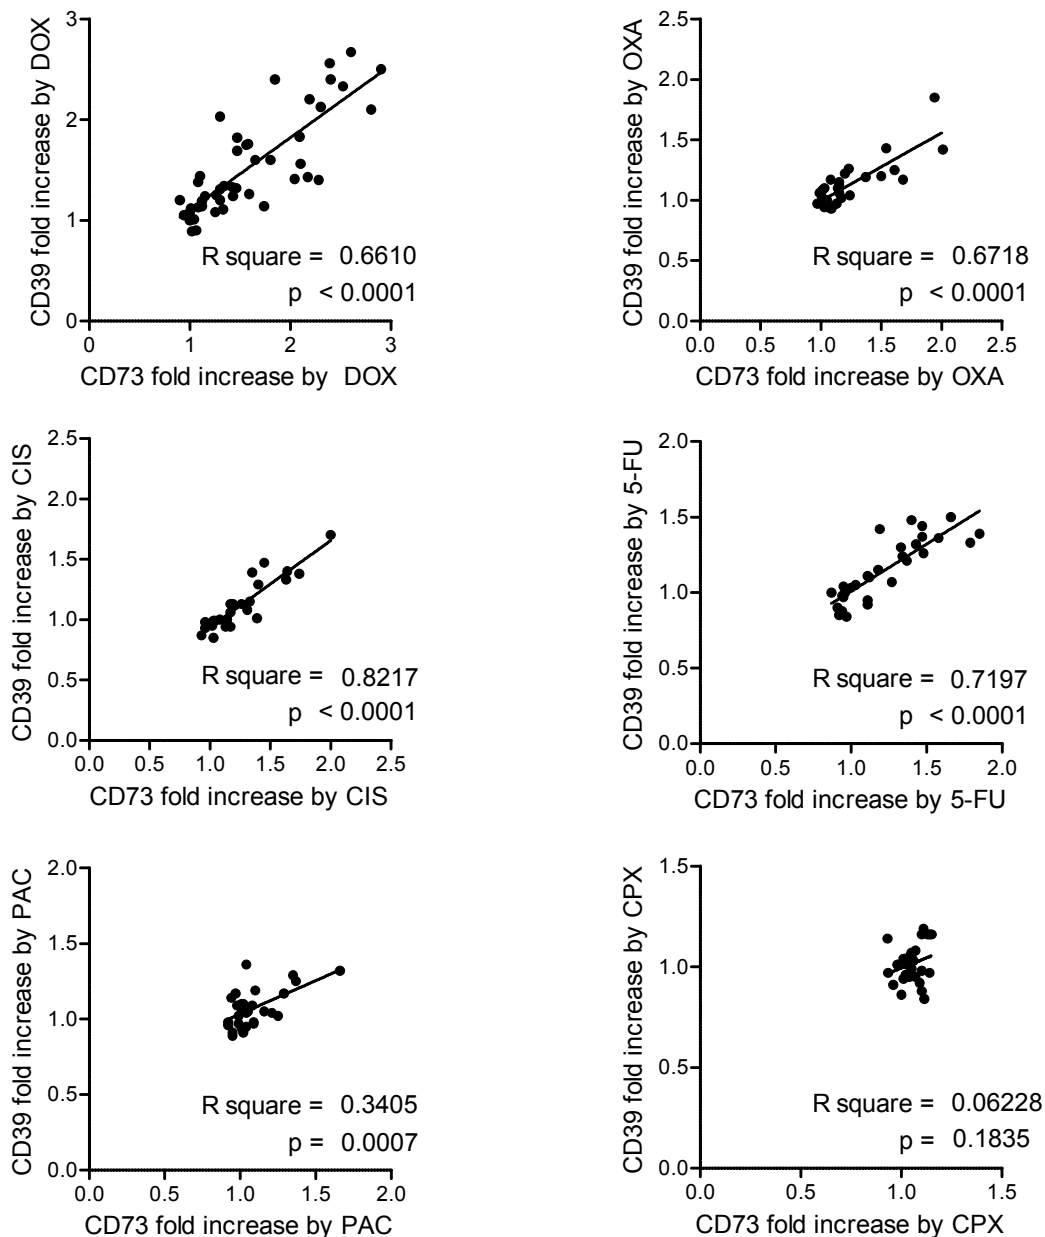 CD39 fold increase by DOX
3
2
1
0
R square = 0.6610
p < 0.0001
0 1 2 3
CD73 fold increase by DOX
CD39 fold increase by OXA
2.5
2.0
1.5
1.0
0.5
0.0
R square = 0.6718
p < 0.0001
0.0 0.5 1.0 1.5 2.0 2.5
CD73 fold increase by OXA
CD39 fold increase by CIS
2.5
2.0
1.5
1.0
0.5
0.0
R square = 0.8217
p < 0.0001
0.0 0.5 1.0 1.5 2.0 2.5
CD73 fold increase by CIS
CD39 fold increase by 5-FU
2.0
1.5
1.0
0.5
0.0
R square = 0.7197
p < 0.0001
0.0 0.5 1.0 1.5 2.0
CD73 fold increase by 5-FU
CD39 fold increase by PAC
2.0
1.5
1.0
0.5
0.0
R square = 0.3405
p = 0.0007
0.0 0.5 1.0 1.5 2.0
CD73 fold increase by PAC
CD39 fold increase by CPX
1.5
1.0
0.5
0.0
R square = 0.06228
p = 0.1835
0.0 0.5 1.0 1.5
CD73 fold increase by CPX